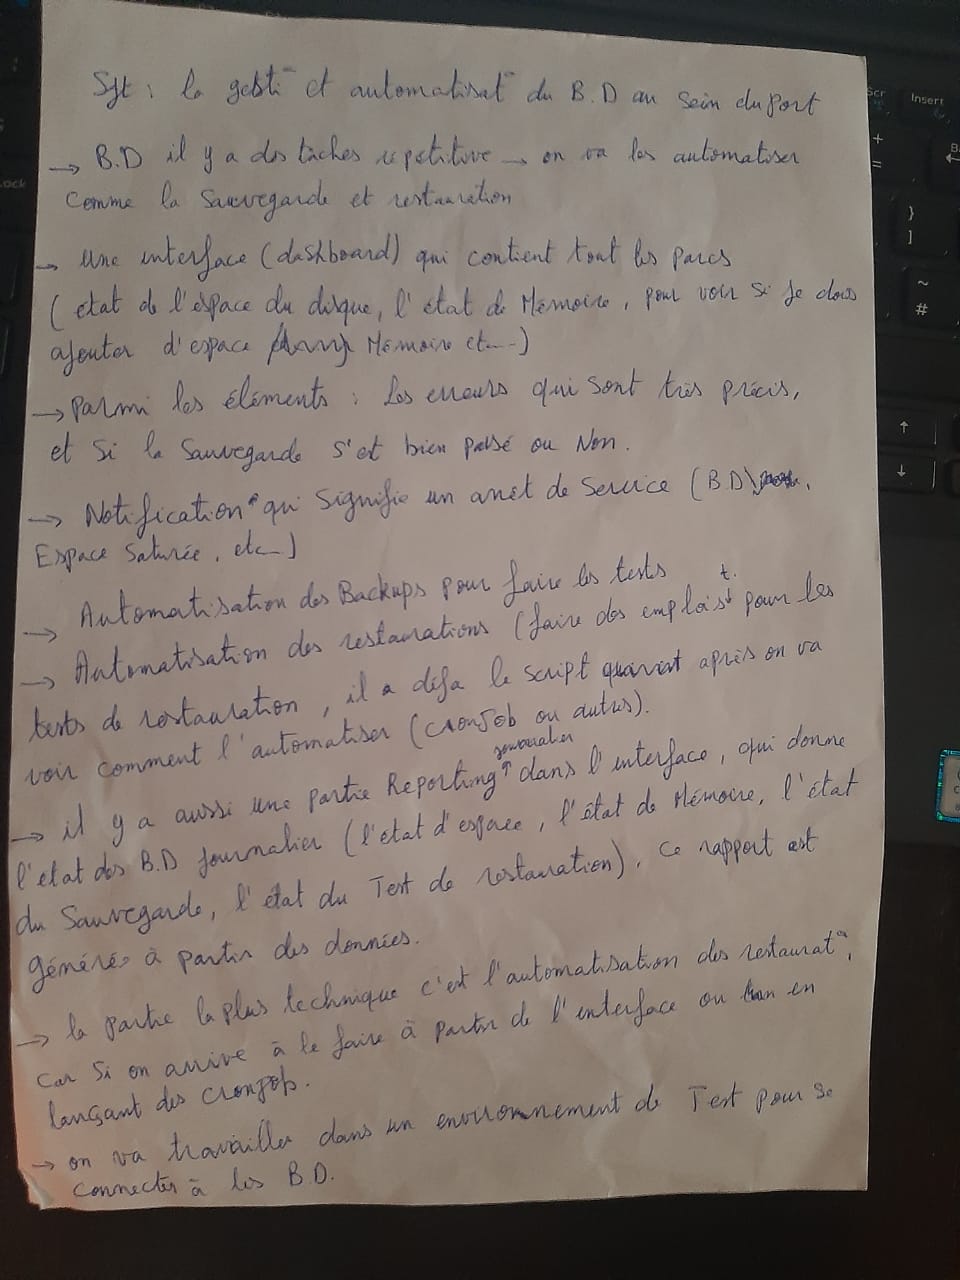 Sjt : la gesti° et automatisat° du B.D au sein du port
→ B.D il y a des tâches repetitive → on va les automatiser
comme la Sauvegarde et restauration
→ Une interface (dashboard) qui contient tout les parcs
(état de l'espace du disque, l'état de Mémoire, pour voir si je dois
ajouter d'espace Mémoire etc...)
→ Parmi les éléments : Les erreurs qui sont très précis,
et si la Sauvegarde s'est bien passé ou Non.
→ Notification qui signifie un arrêt de Service (B.D),
Espace Saturée, etc...)
→ Automatisation des Backups pour faire les tests
→ Automatisation des restaurations (faire des emplois t. pour les
tests de restauration, il a déja le script après on va
voir comment l'automatiser (CronJob ou autres).
→ il y a aussi une partie Reporting journalier dans l'interface, qui donne
l'etat des B.D Journalier (l'etat d'espace, l'état de Mémoire, l'état
du Sauvegarde, l'état du Test de restauration). Ce rapport est
générés à partir des données.
→ la partie la plus technique c'est l'automatisation des restaurat°,
Car si on arrive à le faire à partir de l'interface ou en
lançant des Cronjob.
→ on va travailler dans un environnement de Test pour se
connecter à les B.D.
Scr
Insert
Lock
+
=
}
]
~
#
↑
↓